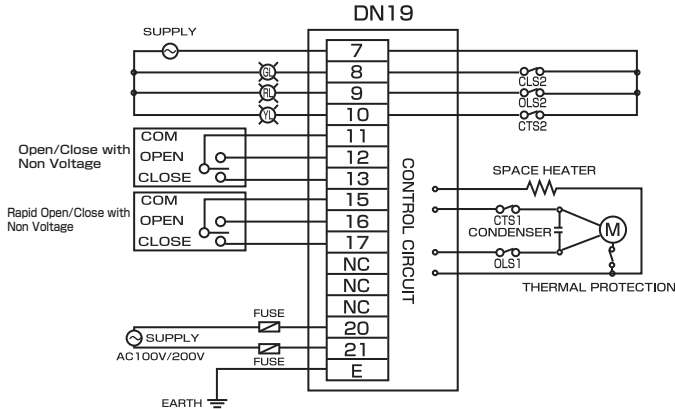 DN19
SUPPLY
7
8
9
10
11
12
13
15
16
17
NC
NC
NC
20
21
E
GL
RL
YL
CLS2
OLS2
CTS2
Open/Close with
Non Voltage
COM
OPEN
CLOSE
Rapid Open/Close with
Non Voltage
COM
OPEN
CLOSE
CONTROL CIRCUIT
SPACE HEATER
CTS1
CONDENSER
OLS1
M
THERMAL PROTECTION
FUSE
SUPPLY
AC100V/200V
FUSE
EARTH